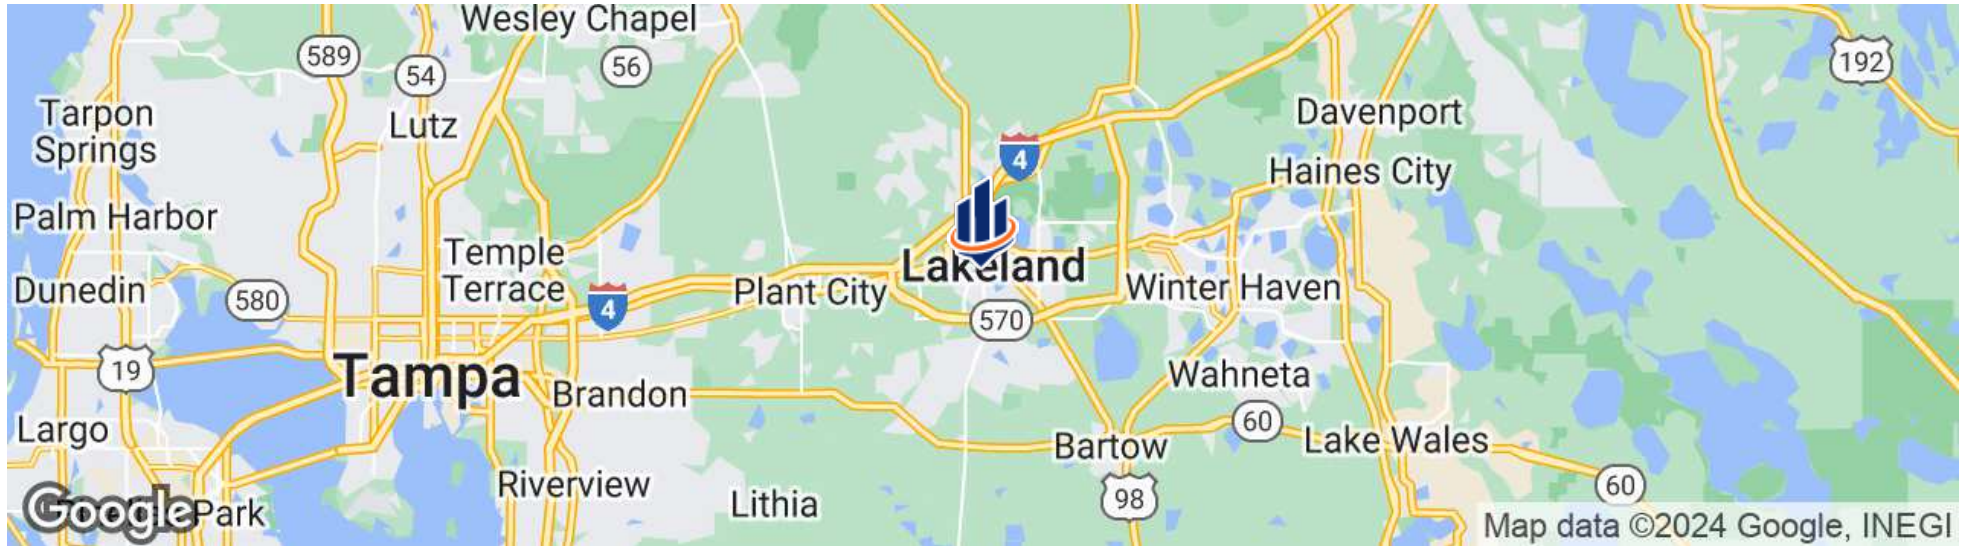 Wesley Chapel
589
54
56
192
Tarpon
Springs
Lutz
Davenport
4
Haines City
Palm Harbor
Temple
Terrace
Lakeland
Dunedin
580
4
Plant City
Winter Haven
570
19
Tampa
Brandon
Wahneta
Largo
60
Bartow
Lake Wales
Riverview
Lithia
98
60
Google
Park
Map data ©2024 Google, INEGI